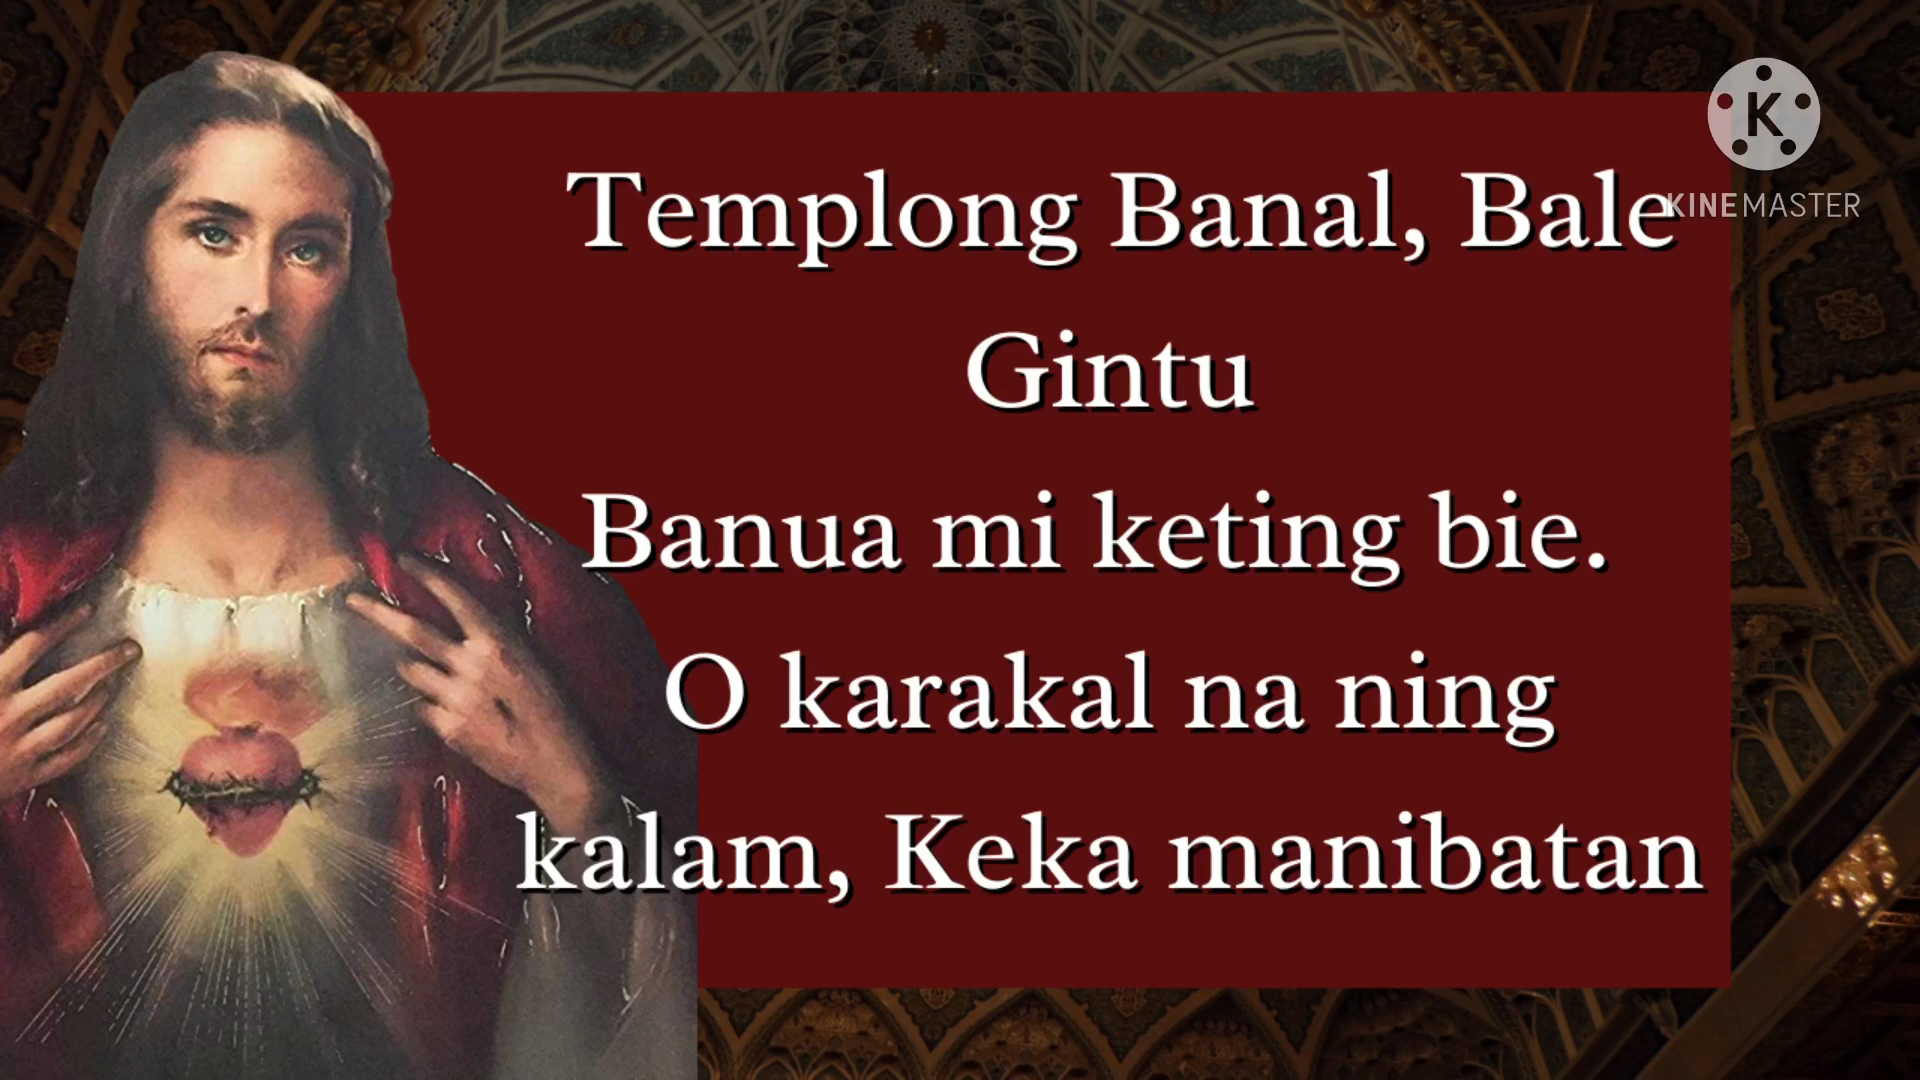 Templong Banal, Bale
Gintu
Banua mi keting bie.
O karakal na ning
kalam, Keka manibatan
K
KINEMASTER